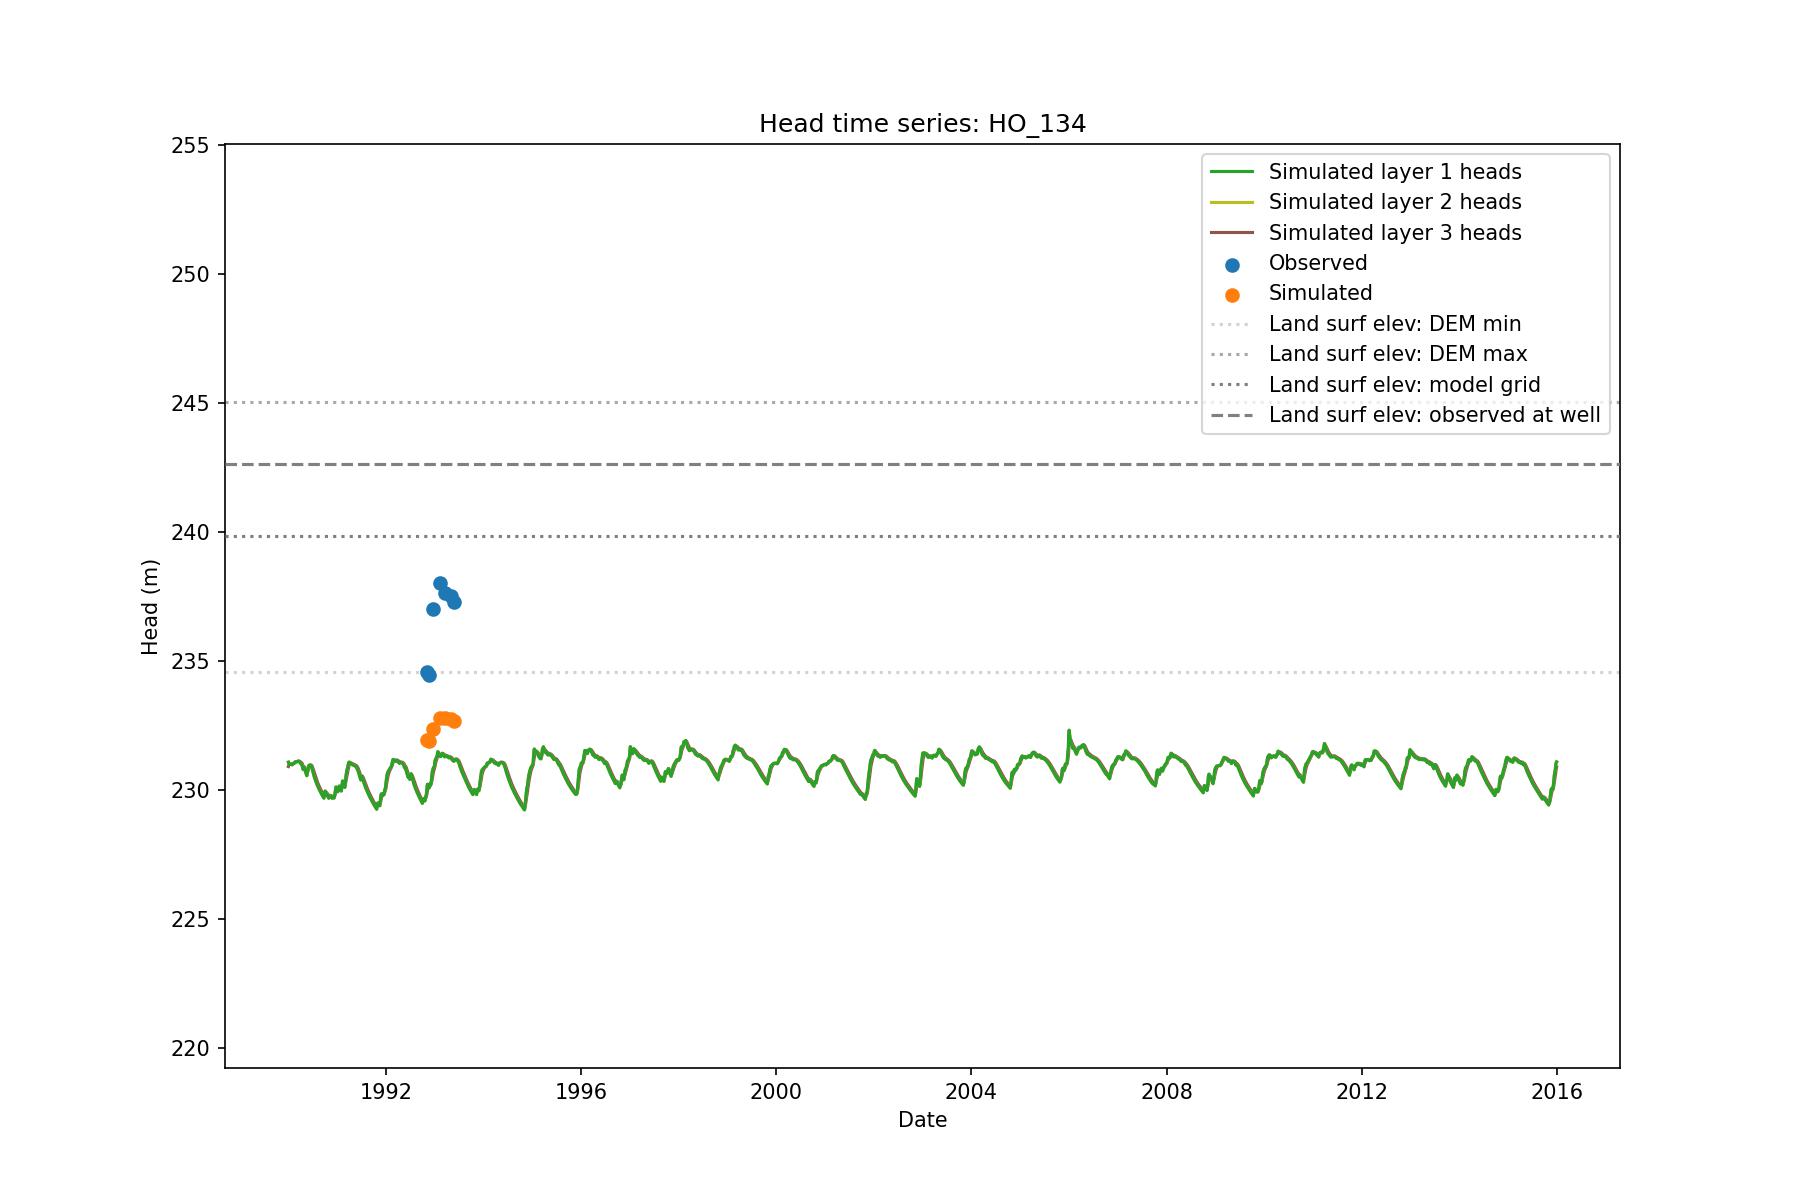 Head time series: HO_134
255
250
245
240
235
230
225
220
Head (m)
Simulated layer 1 heads
Simulated layer 2 heads
Simulated layer 3 heads
Observed
Simulated
Land surf elev: DEM min
Land surf elev: DEM max
Land surf elev: model grid
Land surf elev: observed at well
1992 1996 2000 2004 2008 2012 2016
Date